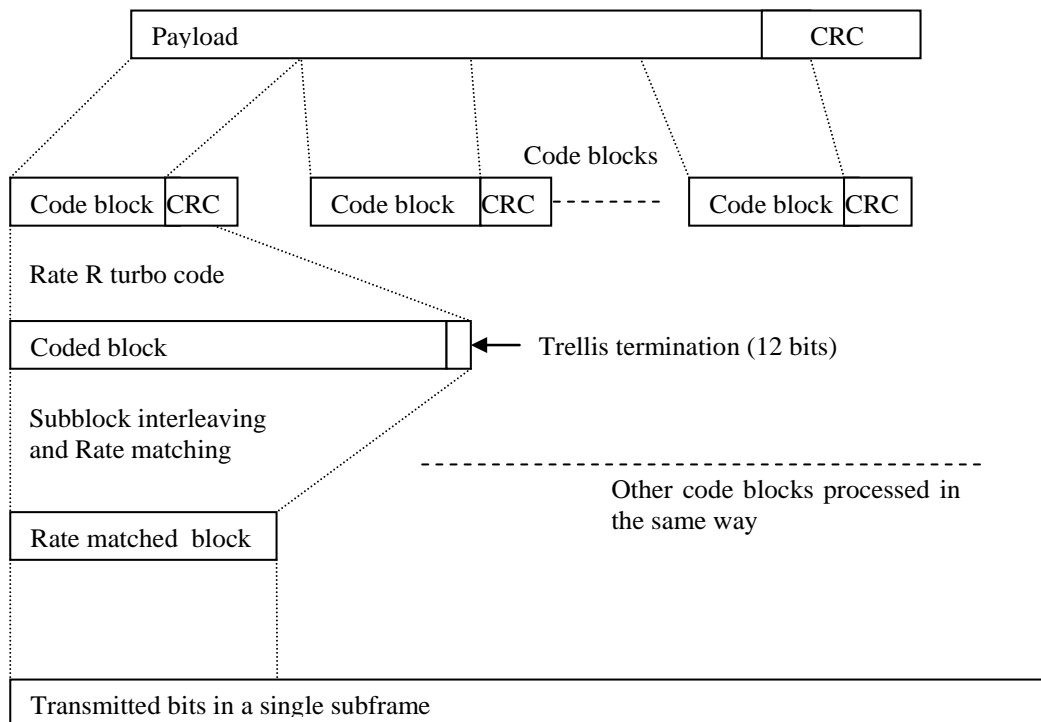 Payload CRC
Code blocks
Code block CRC Code block CRC Code block CRC
Rate R turbo code
Coded block Trellis termination (12 bits)
Subblock interleaving
and Rate matching
Other code blocks processed in
the same way
Rate matched block
Transmitted bits in a single subframe